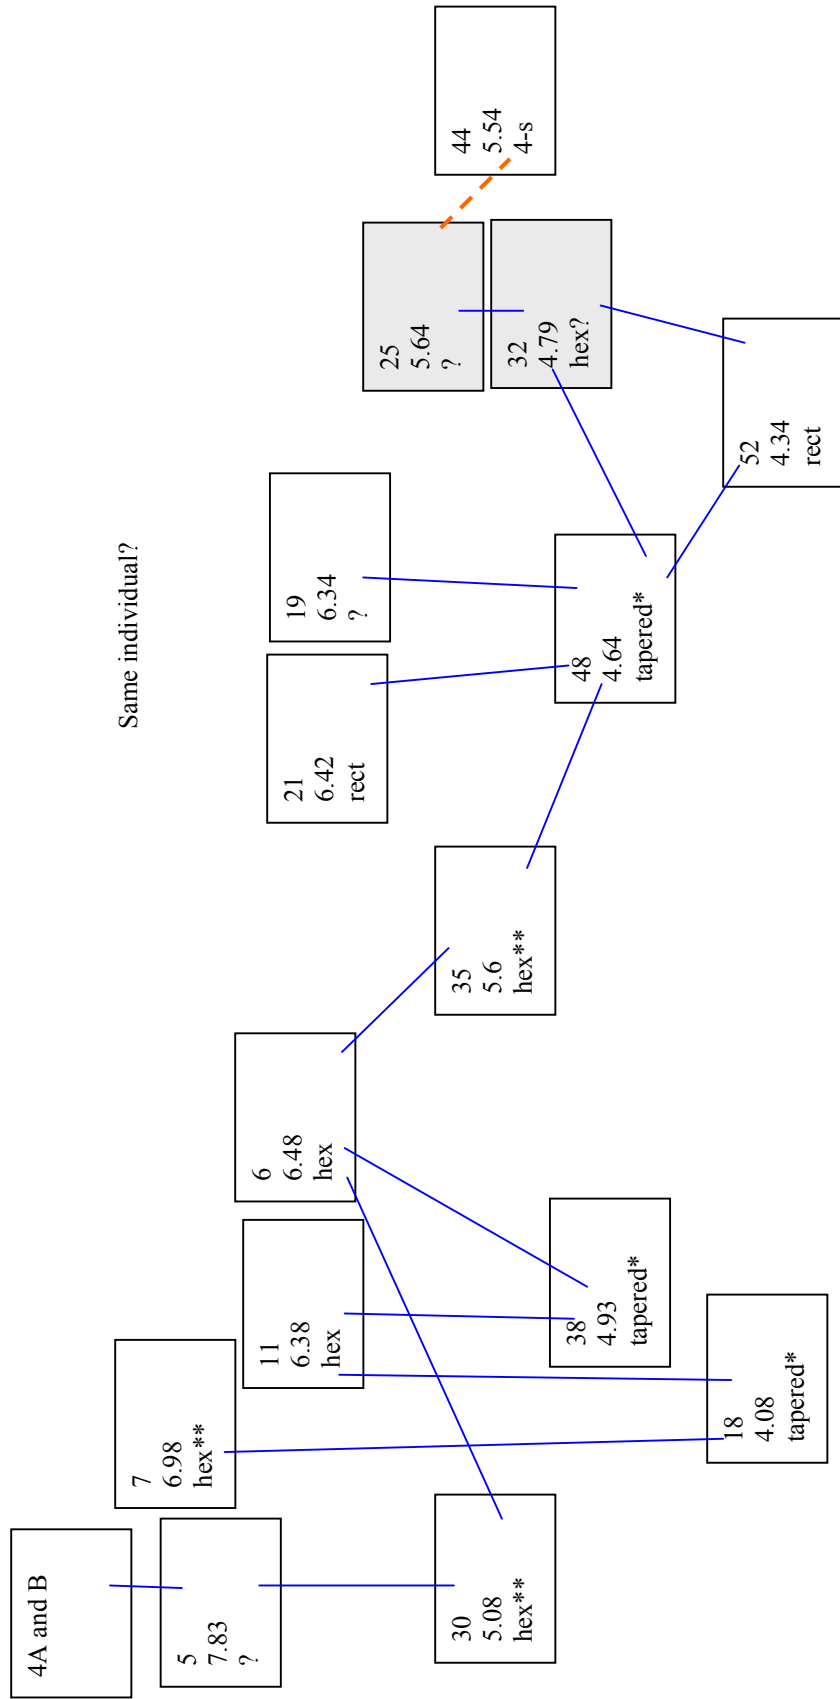 4A and B
5
7.83
?
30
5.08
hex**
7
6.98
hex**
18
4.08
tapered*
11
6.38
hex
38
4.93
tapered*
6
6.48
hex
35
5.6
hex**
Same individual?
21
6.42
rect
19
6.34
?
48
4.64
tapered*
25
5.64
?
32
4.79
hex?
52
4.34
rect
44
5.54
4-s